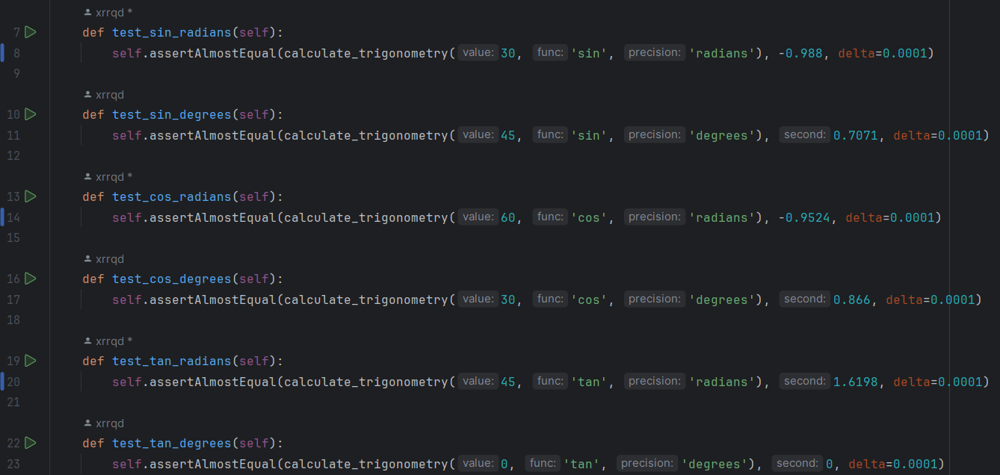 xrrqd *
7 def test_sin_radians(self):
8 self.assertAlmostEqual(calculate_trigonometry( value: 30, func: 'sin', precision: 'radians'), -0.988, delta=0.0001)
9
xrrqd
10 def test_sin_degrees(self):
11 self.assertAlmostEqual(calculate_trigonometry( value: 45, func: 'sin', precision: 'degrees'), second: 0.7071, delta=0.0001)
12
xrrqd *
13 def test_cos_radians(self):
14 self.assertAlmostEqual(calculate_trigonometry( value: 60, func: 'cos', precision: 'radians'), -0.9524, delta=0.0001)
15
xrrqd
16 def test_cos_degrees(self):
17 self.assertAlmostEqual(calculate_trigonometry( value: 30, func: 'cos', precision: 'degrees'), second: 0.866, delta=0.0001)
18
xrrqd *
19 def test_tan_radians(self):
20 self.assertAlmostEqual(calculate_trigonometry( value: 45, func: 'tan', precision: 'radians'), second: 1.6198, delta=0.0001)
21
xrrqd
22 def test_tan_degrees(self):
23 self.assertAlmostEqual(calculate_trigonometry( value: 0, func: 'tan', precision: 'degrees'), second: 0, delta=0.0001)